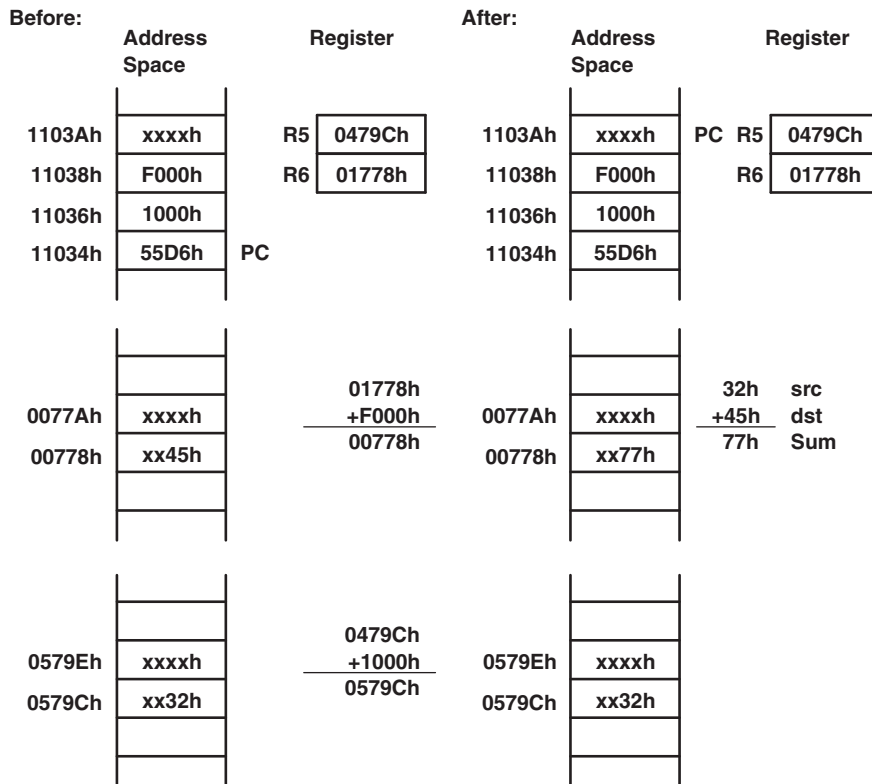 Before:
Address Space
Register
1103Ah xxxxh R5 0479Ch
11038h F000h R6 01778h
11036h 1000h
11034h 55D6h PC
01778h
0077Ah xxxxh +F000h
00778h xx45h 00778h
0479Ch
0579Eh xxxxh +1000h
0579Ch xx32h 0579Ch
After:
Address Space
Register
1103Ah xxxxh PC R5 0479Ch
11038h F000h R6 01778h
11036h 1000h
11034h 55D6h
32h src
0077Ah xxxxh +45h dst
00778h xx77h 77h Sum
0579Eh xxxxh
0579Ch xx32h